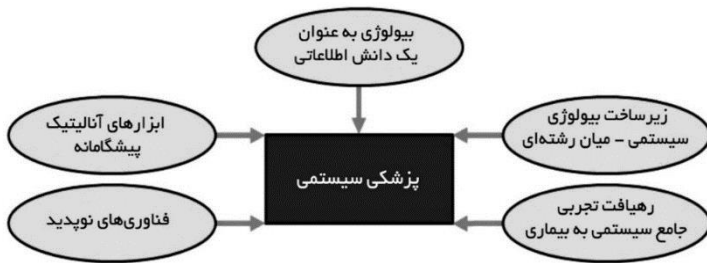 بیولوژی به عنوان
یک دانش اطلاعاتی
زیرساخت بیولوژی
سیستمی – میان رشته‌ای
ابزارهای آنالیتیک
پیشگامانه
پزشکی سیستمی
رهیافت تجربی
جامع سیستمی به بیماری
فناوری‌های نوپدید